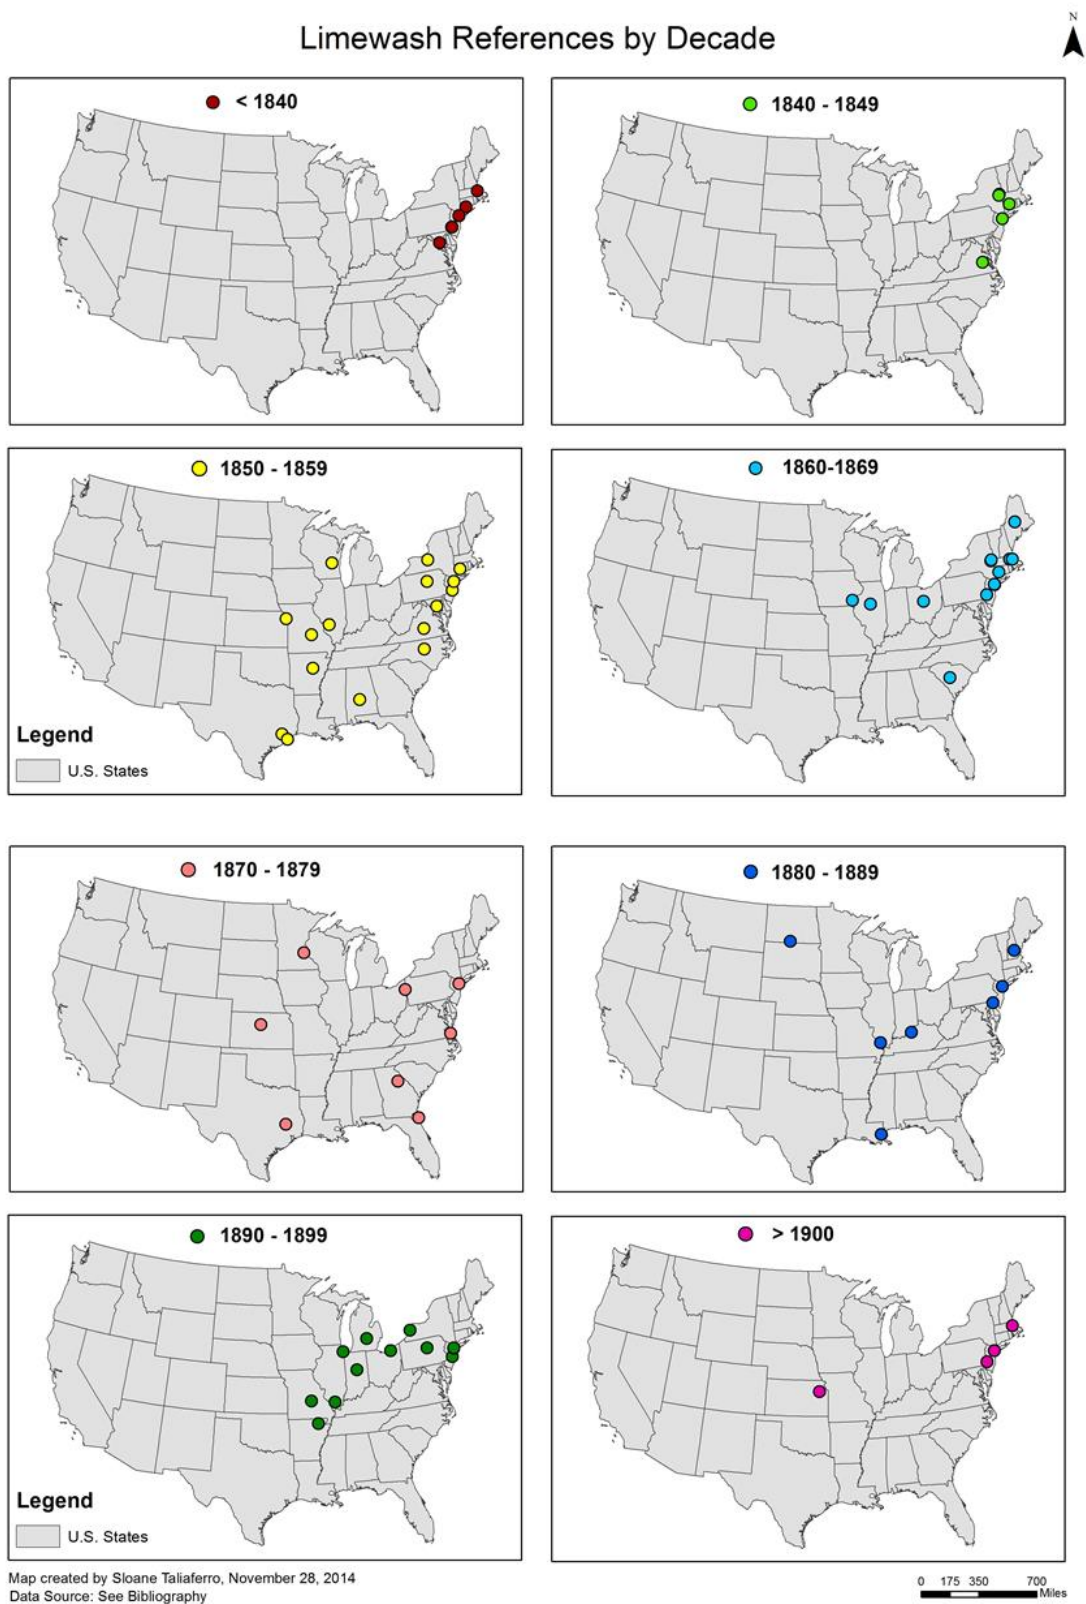 N
Limewash References by Decade
< 1840
1840 - 1849
1850 - 1859
1860-1869
Legend
U.S. States
1870 - 1879
1880 - 1889
1890 - 1899
> 1900
Legend
U.S. States
Map created by Sloane Taliaferro, November 28, 2014
Data Source: See Bibliography
0 175 350 700
Miles